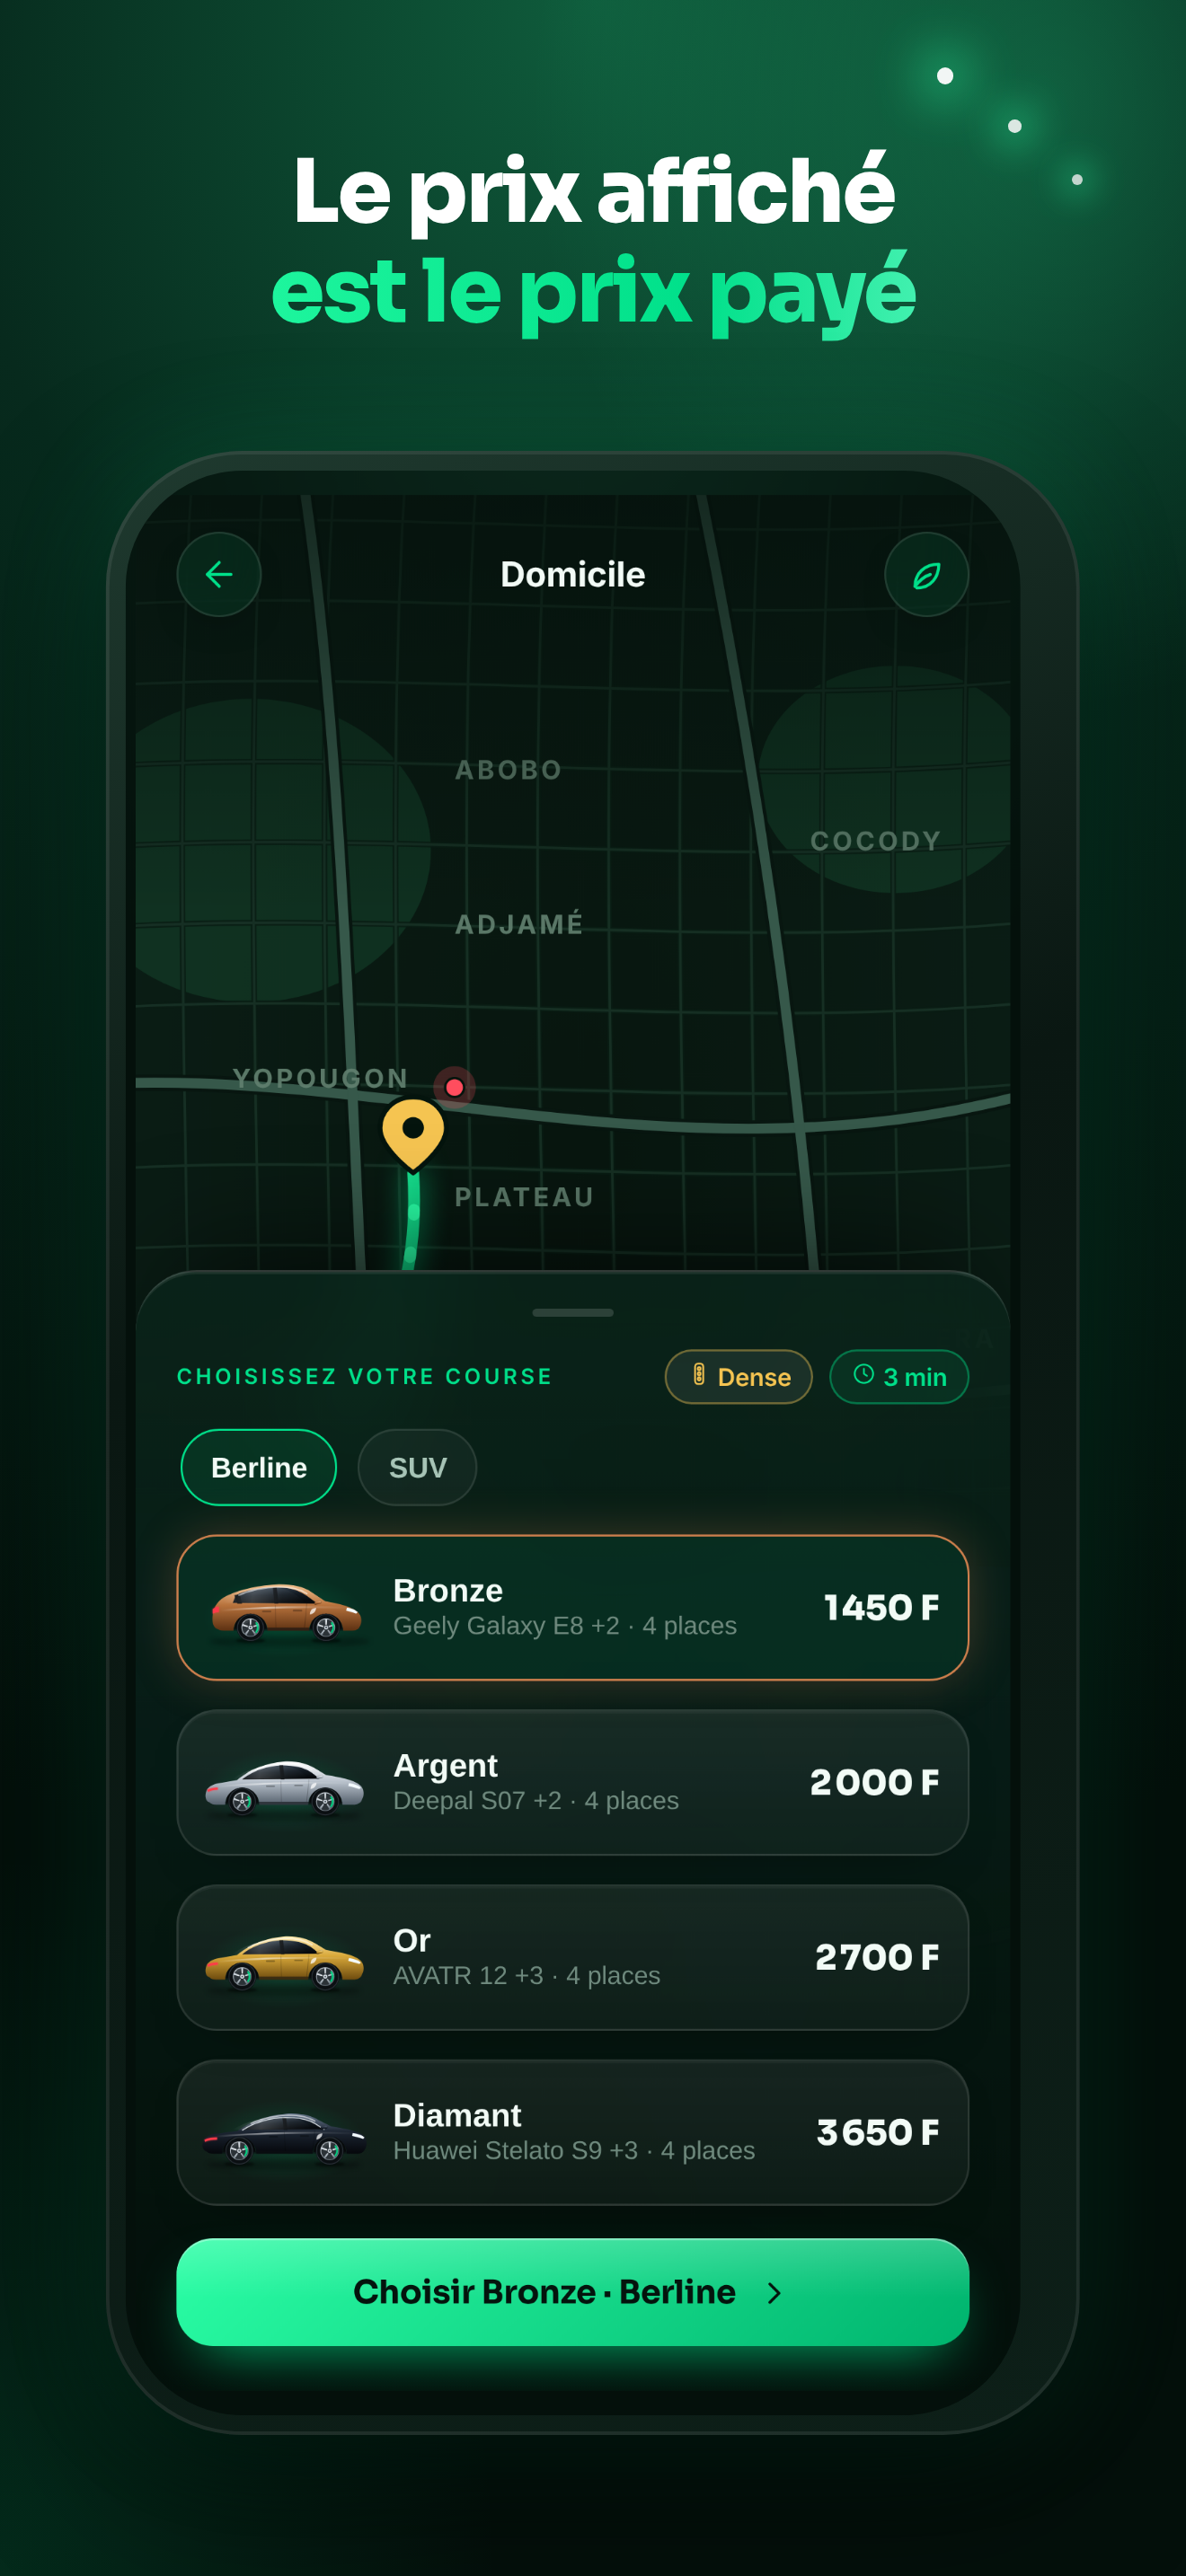 Le prix affiché
est le prix payé
Domicile
ABOBO
COCODY
ADJAMÉ
YOPOUGON
PLATEAU
CHOISISSEZ VOTRE COURSE
Dense
3 min
Berline
SUV
Bronze
Geely Galaxy E8 +2 · 4 places
1450 F
Argent
Deepal S07 +2 · 4 places
2000 F
Or
AVATR 12 +3 · 4 places
2700 F
Diamant
Huawei Stelato S9 +3 · 4 places
3650 F
Choisir Bronze · Berline